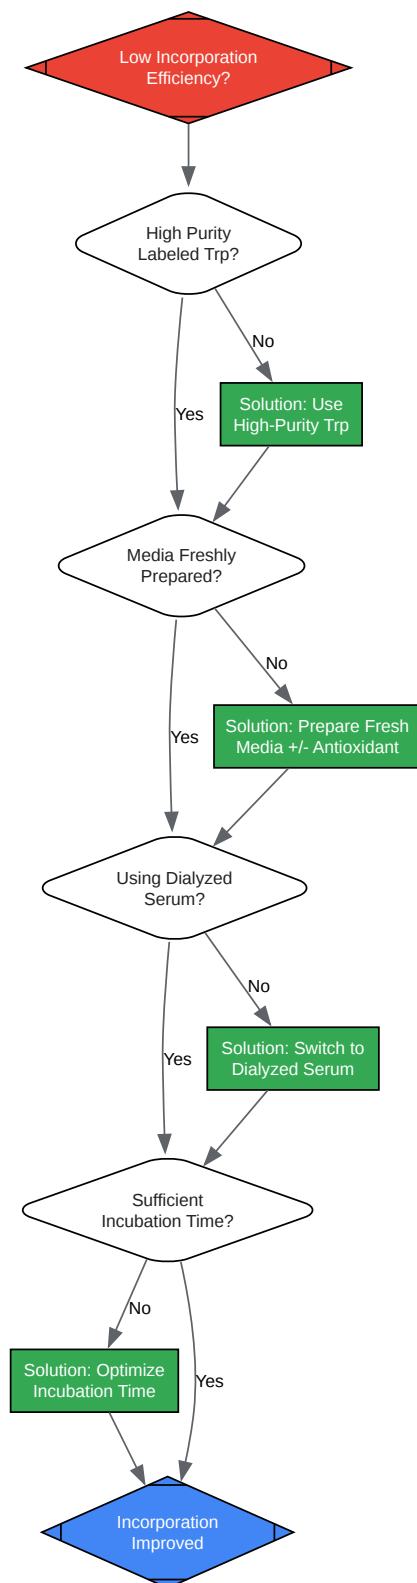 Low Incorporation
Efficiency?
High Purity
Labeled Trp?
No
Solution: Use
High-Purity Trp
Yes
Media Freshly
Prepared?
No
Solution: Prepare Fresh
Media +/- Antioxidant
Yes
Using Dialyzed
Serum?
No
Solution: Switch to
Dialyzed Serum
Yes
Sufficient
Incubation Time?
No
Solution: Optimize
Incubation Time
Yes
Incorporation
Improved